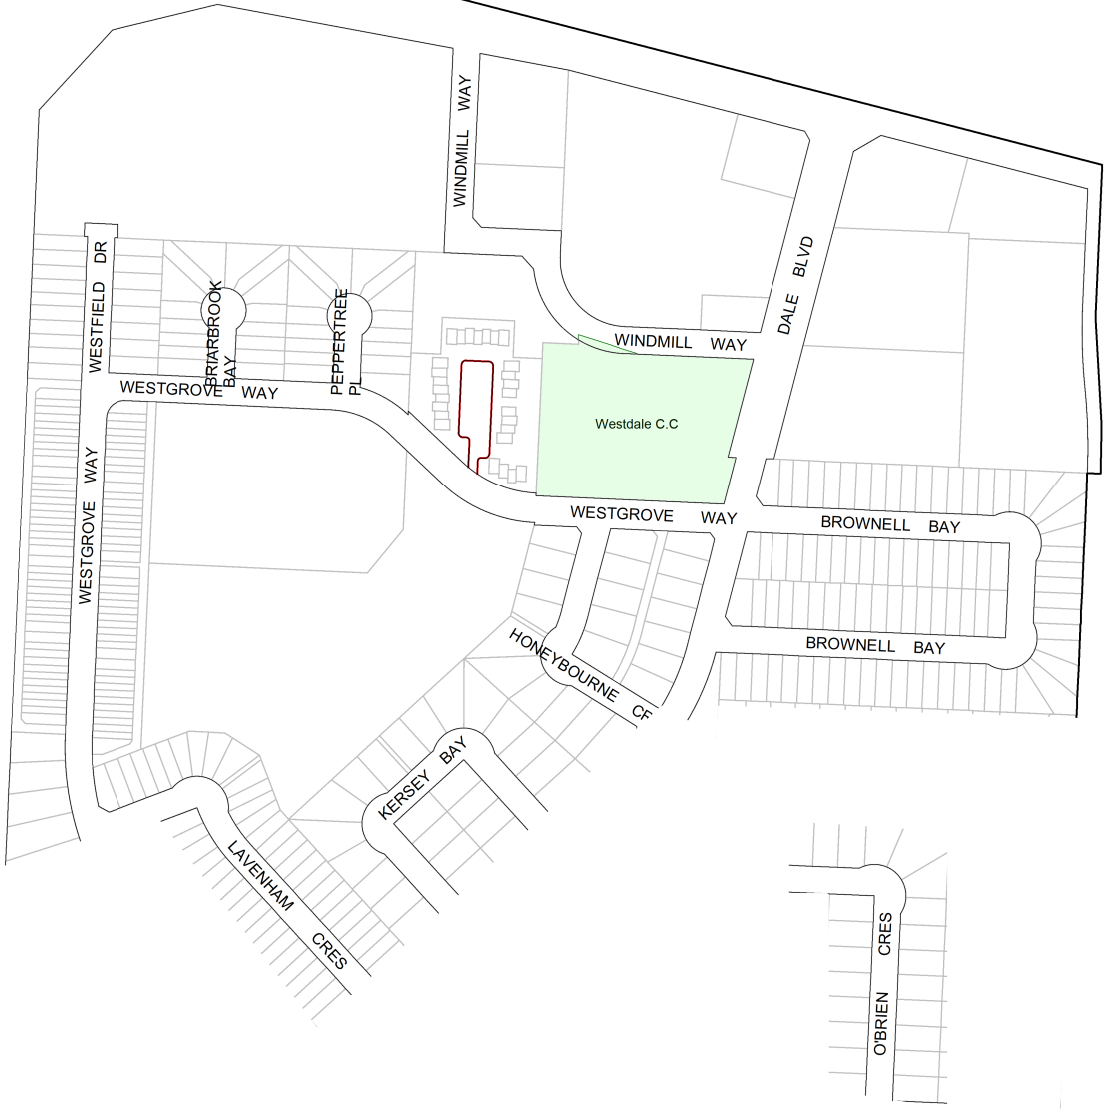 WINDMILL WAY
DALE BLVD
WESTFIELD DR
BRIARBROOK
BAY
PEPPERTREE
PL
WINDMILL WAY
WESTGROVE WAY
Westdale C.C
WESTGROVE WAY
WESTGROVE WAY
BROWNELL BAY
BROWNELL BAY
HONEYBOURNE CR
KERSEY BAY
LAVENHAM CRES
O'BRIEN CRES